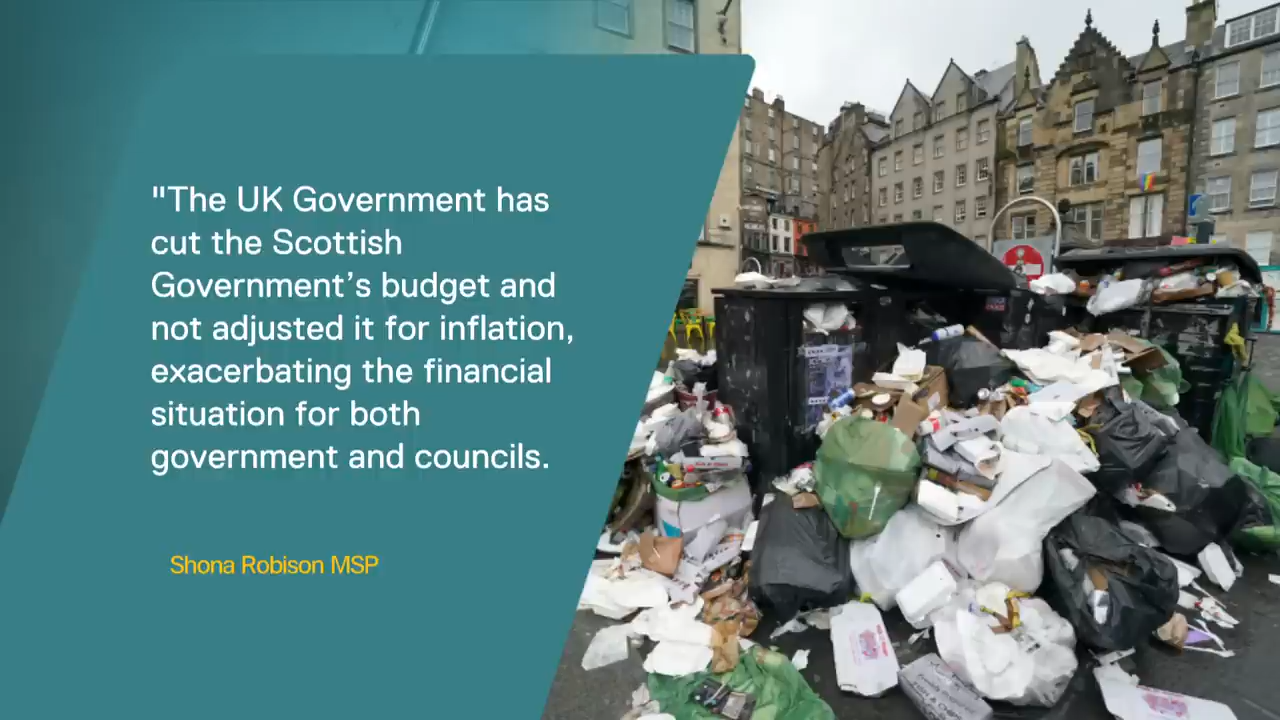 "The UK Government has
cut the Scottish
Government’s budget and
not adjusted it for inflation,
exacerbating the financial
situation for both
government and councils.
Shona Robison MSP